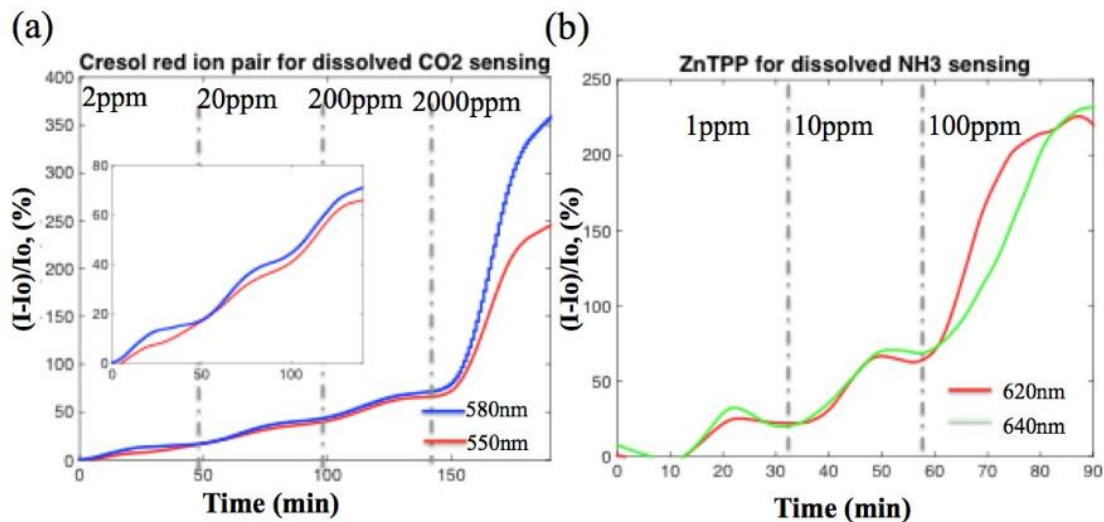 (a)
Cresol red ion pair for dissolved CO2 sensing
400
350
300
250
200
150
100
50
0
2ppm
20ppm
200ppm
2000ppm
80
60
40
20
0
0
50
100
580nm
550nm
0
50
100
150
(I-Io)/Io, (%)
Time (min)
(b)
ZnTPP for dissolved NH3 sensing
250
200
150
100
50
0
1ppm
10ppm
100ppm
620nm
640nm
0
10
20
30
40
50
60
70
80
90
(I-Io)/Io, (%)
Time (min)